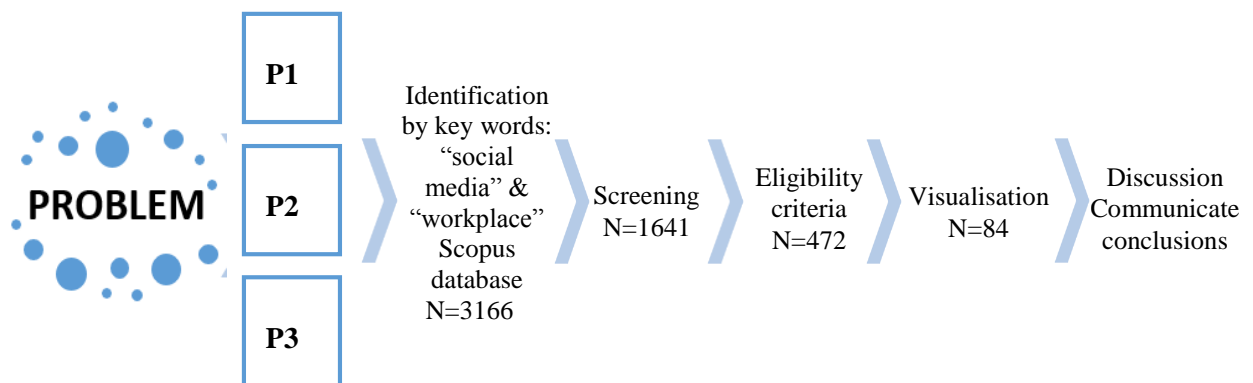 PROBLEM
P1
P2
P3
Identification
by key words:
“social
media” &
“workplace”
Scopus
database
N=3166
Screening
N=1641
Eligibility
criteria
N=472
Visualisation
N=84
Discussion
Communicate
conclusions